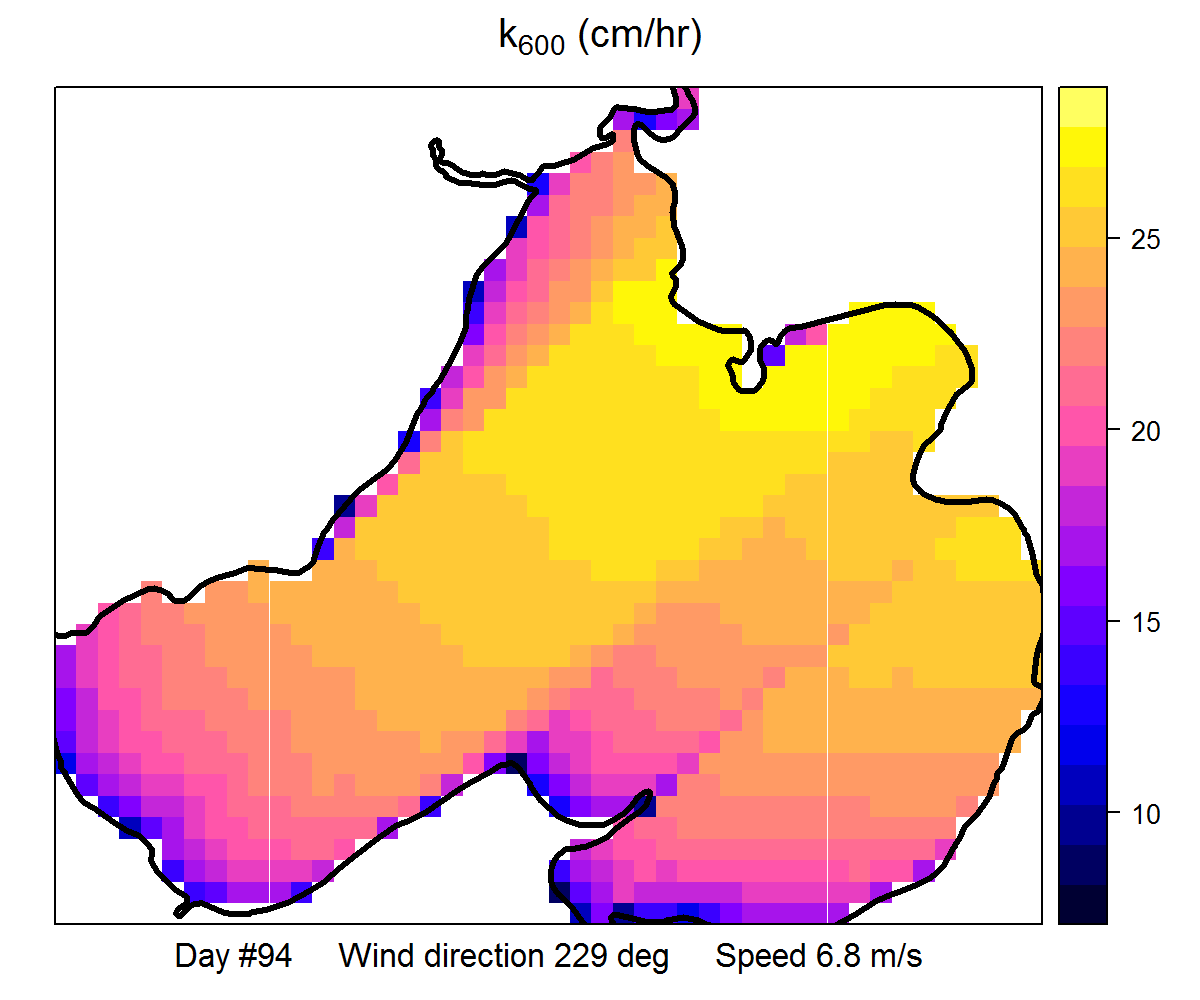 k₆₀₀ (cm/hr)
25
20
15
10
Day #94 Wind direction 229 deg Speed 6.8 m/s